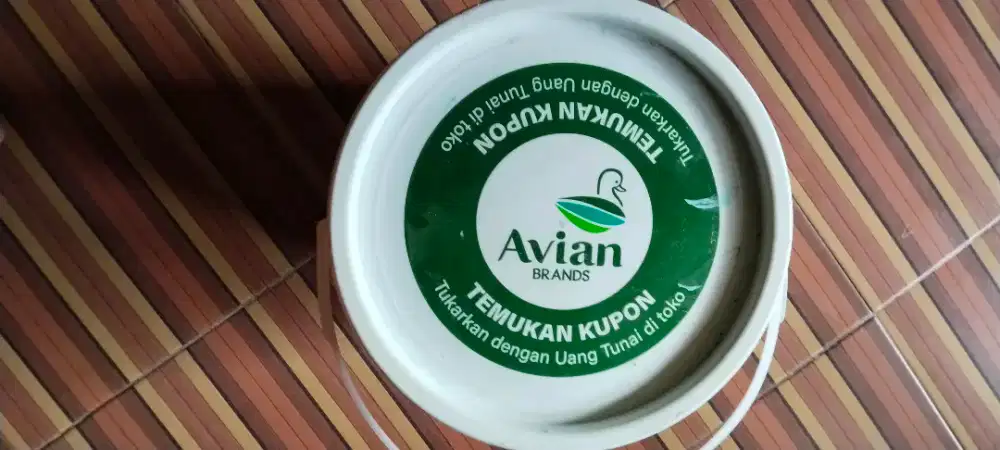 Tukarkan dengan Uang Tunai di toko
TEMUKAN KUPON
Avian
BRANDS
TEMUKAN KUPON
Tukarkan dengan Uang Tunai di toko